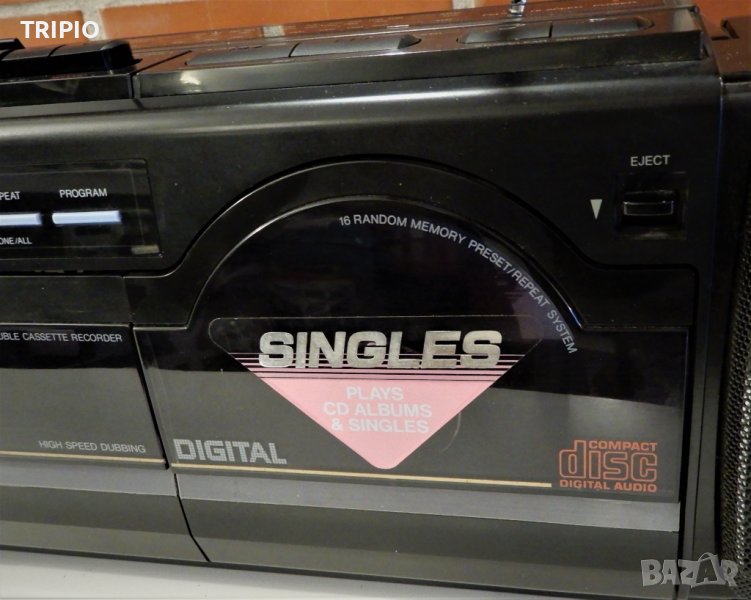 TRIPIO
EJECT
PEAT
PROGRAM
ONE/ALL
16 RANDOM MEMORY PRESET/REPEAT SYSTEM
UBLE CASSETTE RECORDER
SINGLES
PLAYS
CD ALBUMS
& SINGLES
HIGH SPEED DUBBING
DIGITAL
COMPACT
disc
DIGITAL AUDIO
BAZAR